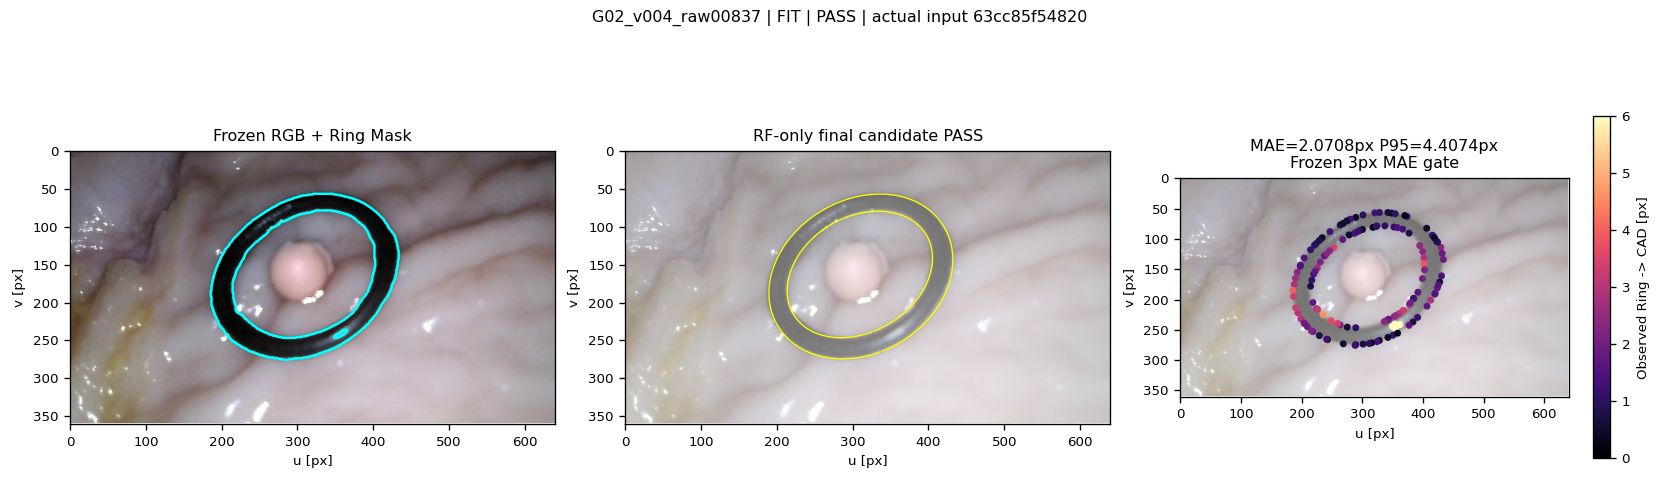 G02_v004_raw00837 | FIT | PASS | actual input 63cc85f54820
Frozen RGB + Ring Mask
0
50
100
150
200
250
300
350
v [px]
0 100 200 300 400 500 600
u [px]
RF-only final candidate PASS
0
50
100
150
200
250
300
350
v [px]
0 100 200 300 400 500 600
u [px]
MAE=2.0708px P95=4.4074px
Frozen 3px MAE gate
0
50
100
150
200
250
300
350
v [px]
0 100 200 300 400 500 600
u [px]
6
5
4
3
2
1
0
Observed Ring -> CAD [px]